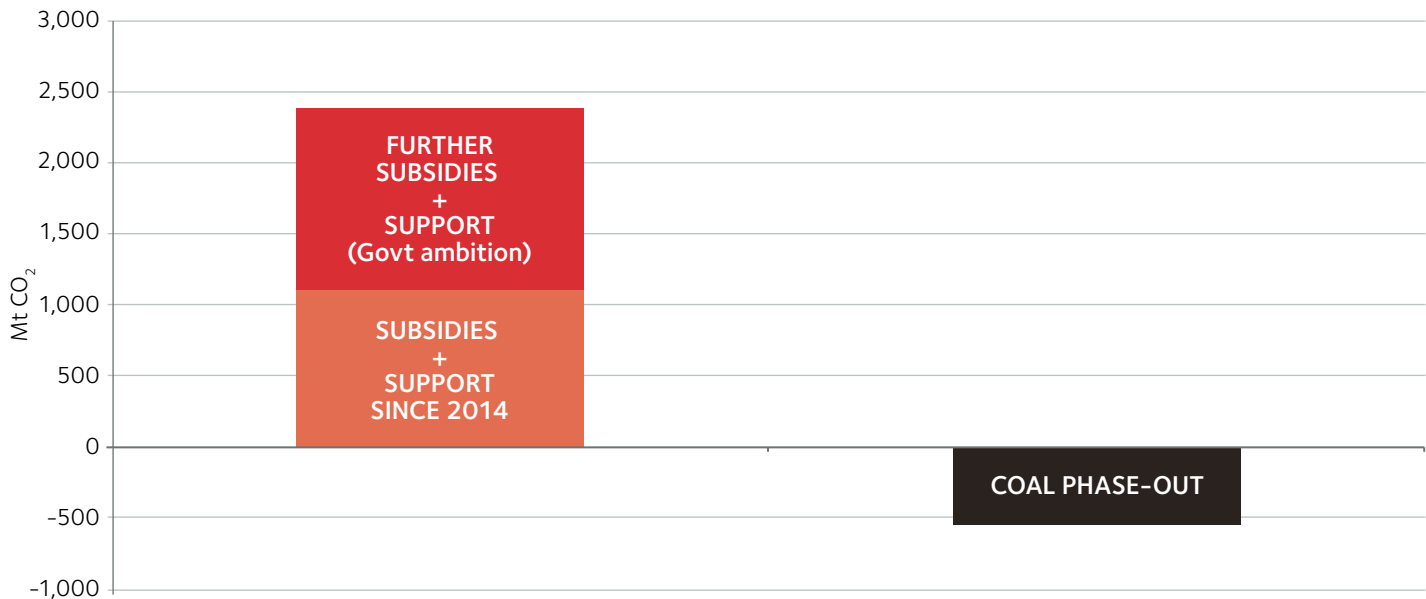 3,000
2,500
2,000
1,500
1,000
500
0
-500
-1,000
Mt CO₂
FURTHER
SUBSIDIES
+
SUPPORT
(Govt ambition)
SUBSIDIES
+
SUPPORT
SINCE 2014
COAL PHASE-OUT